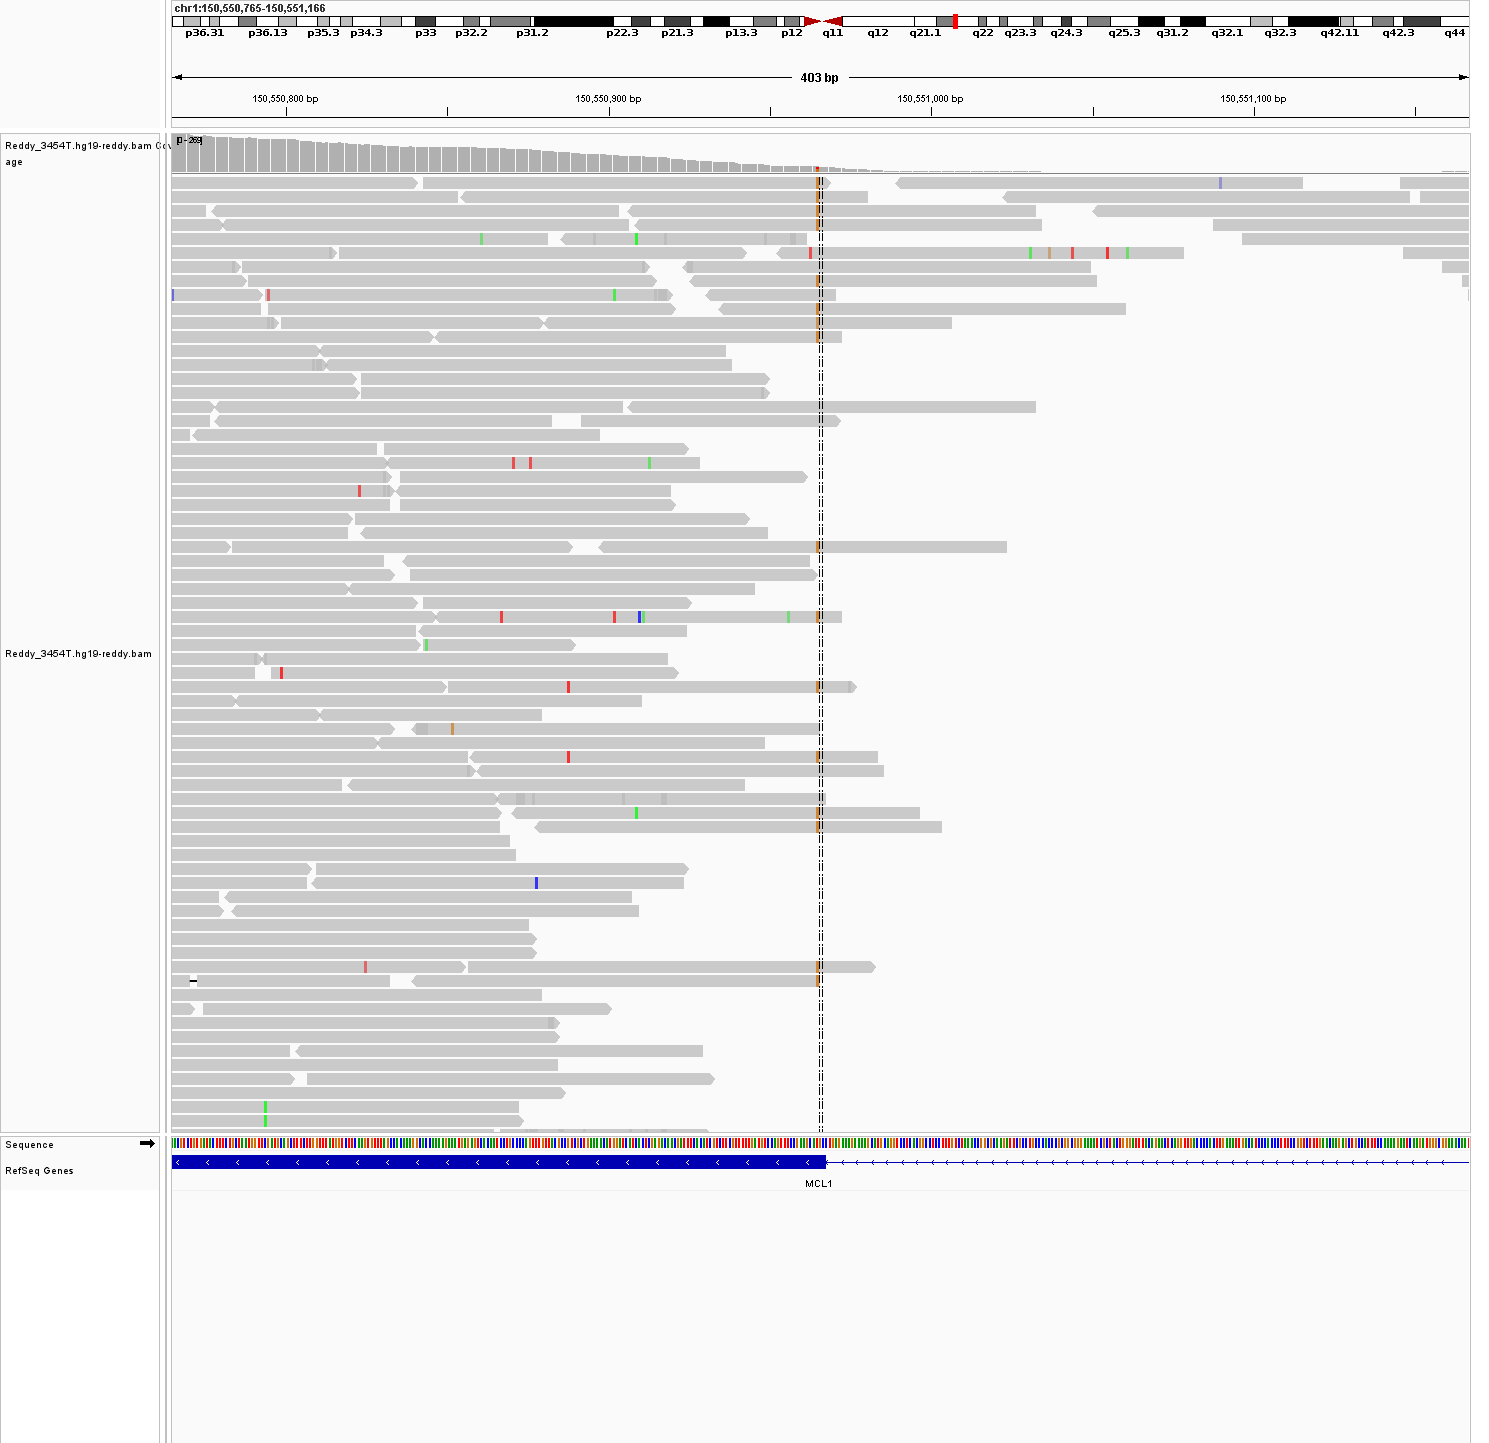 chr1:150,550,765-150,551,166
p36.31 p36.13 p35.3 p34.3 p33 p32.2 p31.2 p22.3 p21.3 p13.3 p12 q11 q12 q21.1 q22 q23.3 q24.3 q25.3 q31.2 q32.1 q32.3 q42.11 q42.3 q44
403 bp
150,550,800 bp 150,550,900 bp 150,551,000 bp 150,551,100 bp
[0 - 269]
Reddy_3454T.hg19-reddy.bam Cov
age
Reddy_3454T.hg19-reddy.bam
Sequence
RefSeq Genes
MCL1